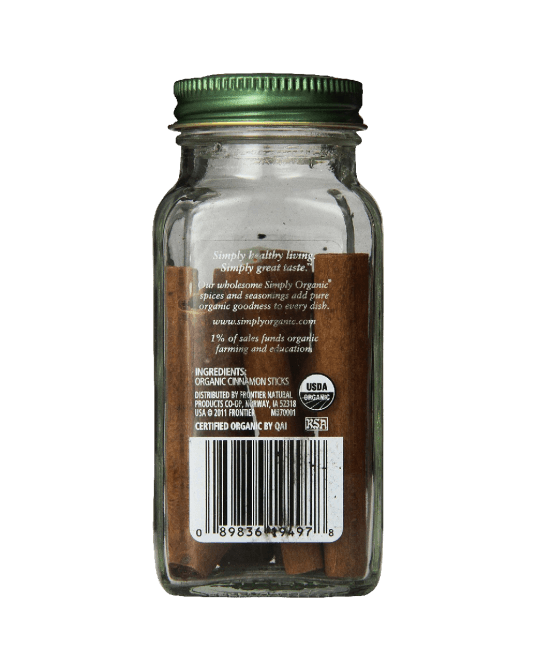 Simply healthy living.
Simply great taste.™
Our wholesome Simply Organic®
spices and seasonings add pure
organic goodness to every dish.
www.simplyorganic.com
1% of sales funds organic
farming and education.
INGREDIENTS:
ORGANIC CINNAMON STICKS
DISTRIBUTED BY FRONTIER NATURAL
PRODUCTS CO-OP, NORWAY, IA 52318
USA © 2011 FRONTIER M370001
CERTIFIED ORGANIC BY QAI
USDA
ORGANIC
KSA
0 89836 19497 8